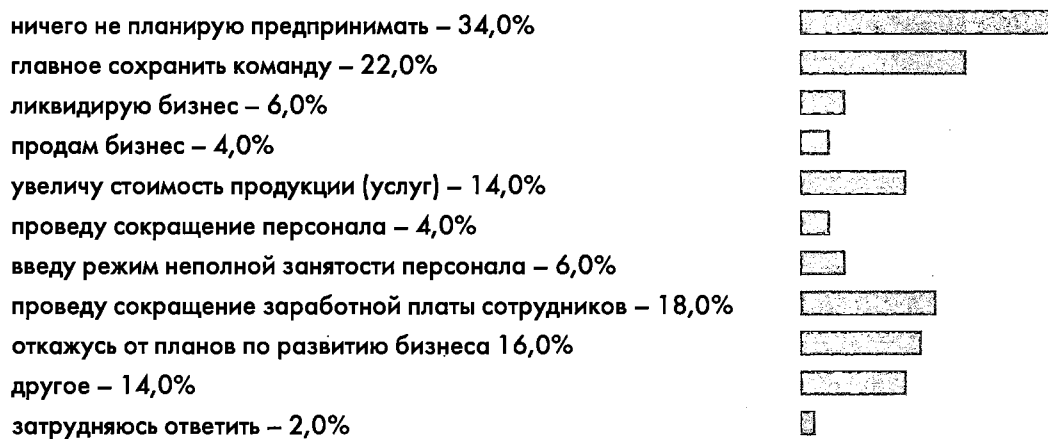 ничего не планирую предпринимать – 34,0%
главное сохранить команду – 22,0%
ликвидирую бизнес – 6,0%
продам бизнес – 4,0%
увеличу стоимость продукции (услуг) – 14,0%
проведу сокращение персонала – 4,0%
введу режим неполной занятости персонала – 6,0%
проведу сокращение заработной платы сотрудников – 18,0%
откажусь от планов по развитию бизнеса 16,0%
другое – 14,0%
затрудняюсь ответить – 2,0%